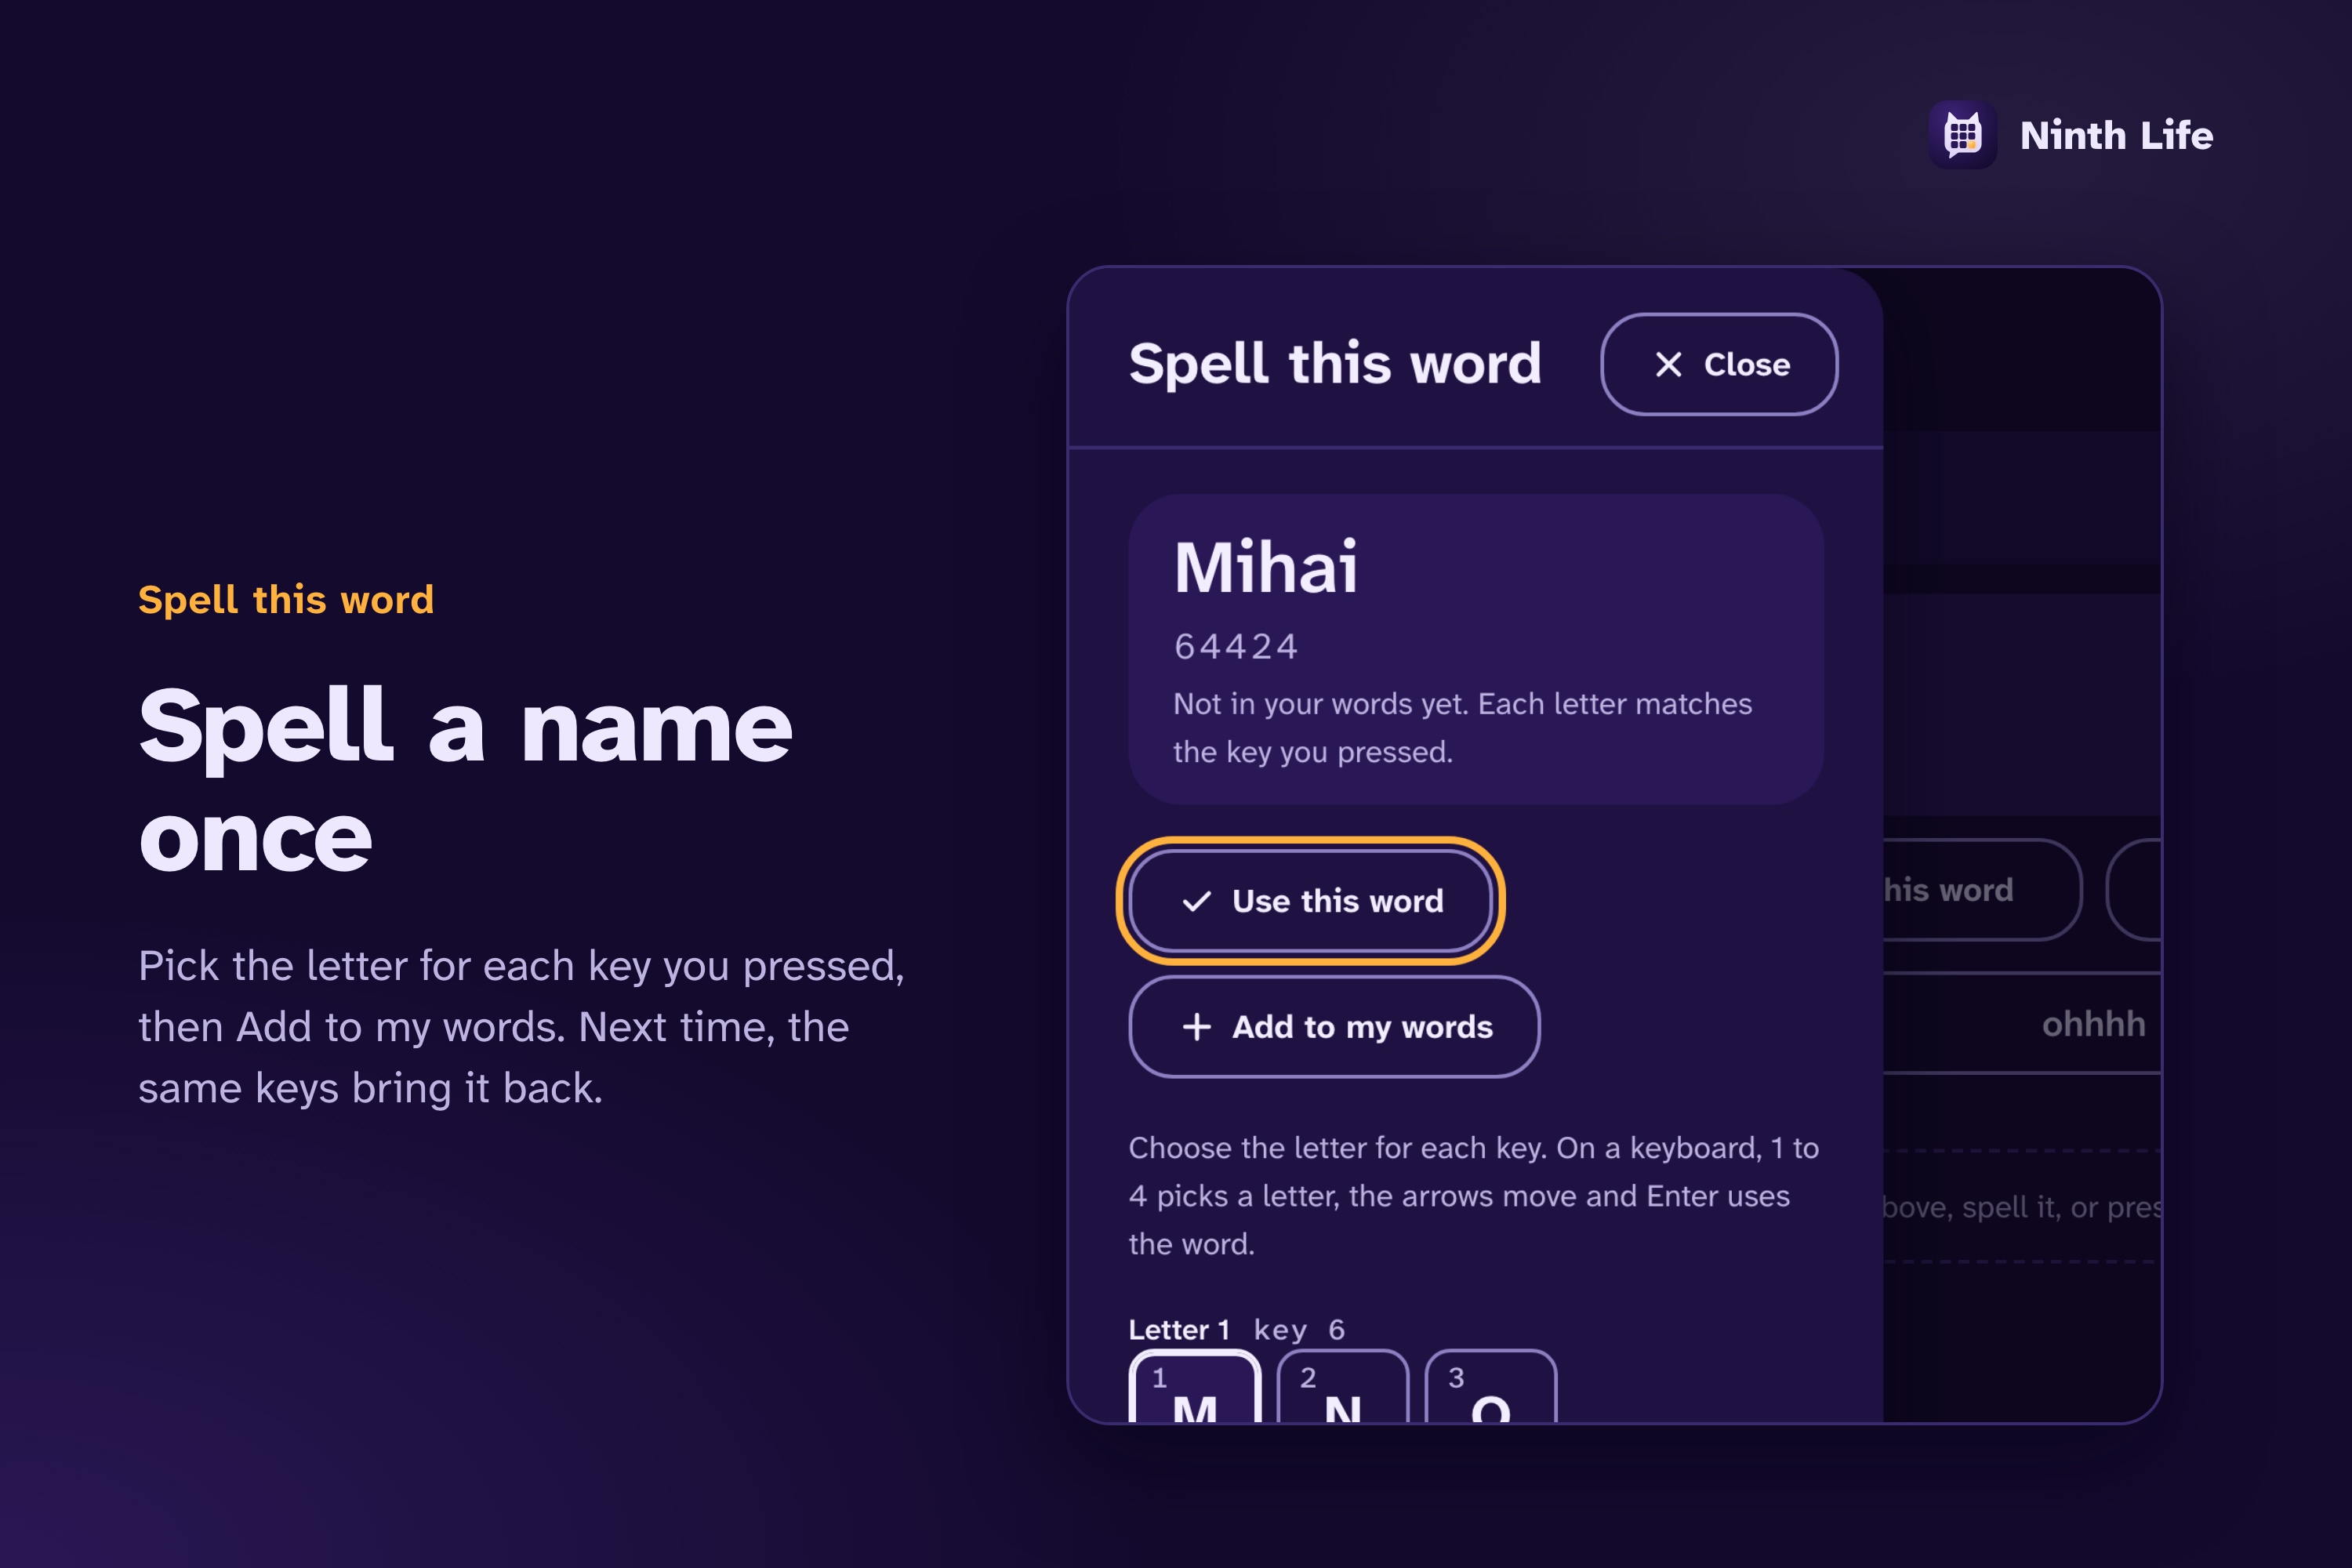 Ninth Life
Spell this word
Spell a name
once
Pick the letter for each key you pressed,
then Add to my words. Next time, the
same keys bring it back.
Spell this word
Close
Mihai
64424
Not in your words yet. Each letter matches
the key you pressed.
Use this word
Add to my words
Choose the letter for each key. On a keyboard, 1 to
4 picks a letter, the arrows move and Enter uses
the word.
Letter 1 key 6
1 M
2 N
3 O
his word
ohhhh
bove, spell it, or pres